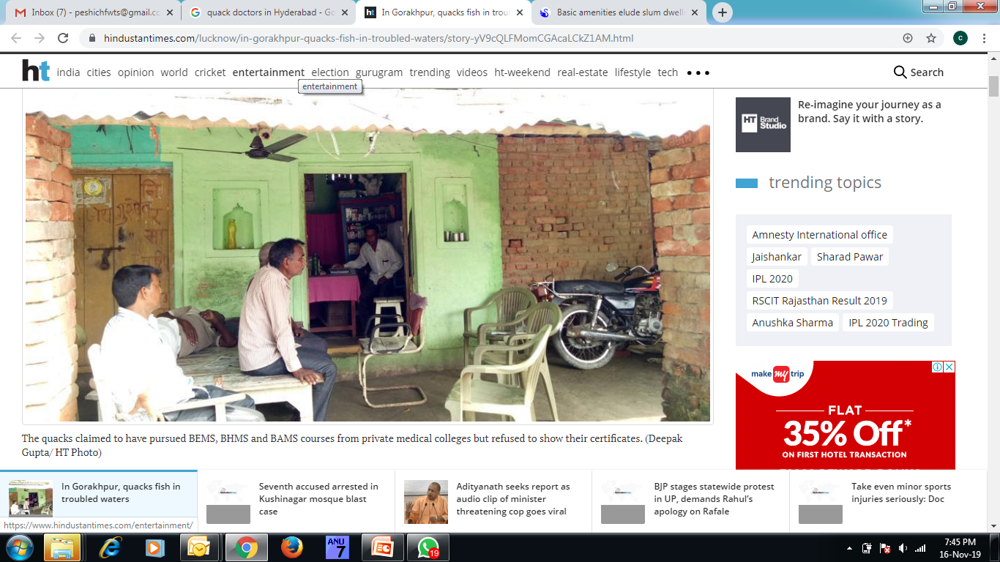 Inbox (7) - peshichfwts@gmail.co
quack doctors in Hyderabad - Go
In Gorakhpur, quacks fish in trou
Basic amenities elude slum dwell
hindustantimes.com/lucknow/in-gorakhpur-quacks-fish-in-troubled-waters/story-yV9cQLFMomCGAcaLCkZ1AM.html
c
ht india cities opinion world cricket entertainment election gurugram trending videos ht-weekend real-estate lifestyle tech ••• Search
entertainment
HT Brand Studio
Re-imagine your journey as a
brand. Say it with a story.
trending topics
Amnesty International office
Jaishankar Sharad Pawar
IPL 2020
RSCIT Rajasthan Result 2019
Anushka Sharma IPL 2020 Trading
make my trip
FLAT
35% Off*
ON FIRST HOTEL TRANSACTION
The quacks claimed to have pursued BEMS, BHMS and BAMS courses from private medical colleges but refused to show their certificates. (Deepak
Gupta/ HT Photo)
In Gorakhpur, quacks fish in
troubled waters
Seventh accused arrested in
Kushinagar mosque blast
case
Adityanath seeks report as
audio clip of minister
threatening cop goes viral
BJP stages statewide protest
in UP, demands Rahul's
apology on Rafale
Take even minor sports
injuries seriously: Doc
https://www.hindustantimes.com/entertainment/
ANU
7
19
7:45 PM
16-Nov-19